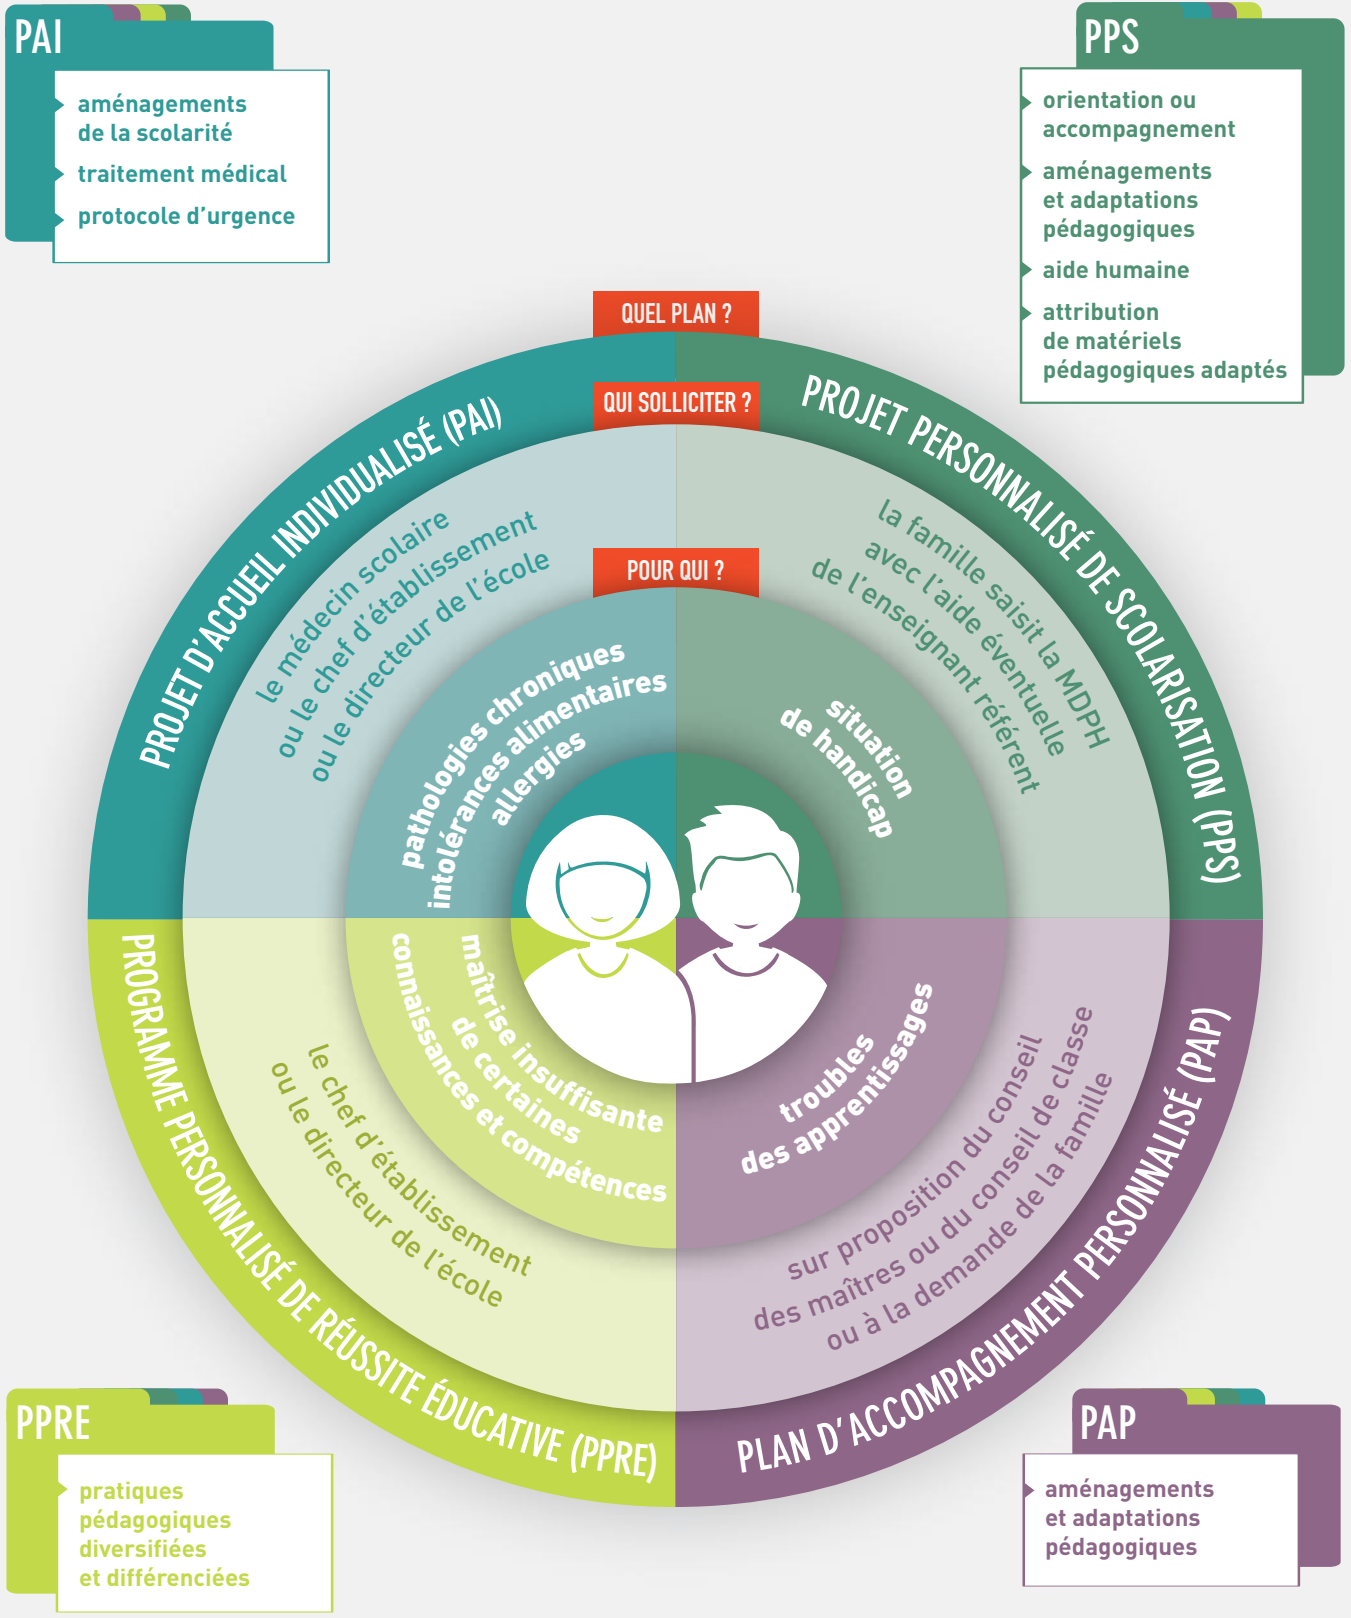 PAI
aménagements
de la scolarité
traitement médical
protocole d’urgence
PPS
orientation ou
accompagnement
aménagements
et adaptations
pédagogiques
aide humaine
attribution
de matériels
pédagogiques adaptés
QUEL PLAN ?
QUI SOLLICITER ?
POUR QUI ?
PROJET D’ACCUEIL INDIVIDUALISÉ (PAI)
le médecin scolaire
ou le chef d’établissement
ou le directeur de l’école
pathologies chroniques
intolérances alimentaires
allergies
PROJET PERSONNALISÉ DE SCOLARISATION (PPS)
la famille saisit la MDPH
avec l’aide éventuelle
de l’enseignant référent
situation
de handicap
PROGRAMME PERSONNALISÉ DE RÉUSSITE ÉDUCATIVE (PPRE)
le chef d’établissement
ou le directeur de l’école
maîtrise insuffisante
de certaines
connaissances et compétences
PLAN D’ACCOMPAGNEMENT PERSONNALISÉ (PAP)
sur proposition du conseil
des maîtres ou du conseil de classe
ou à la demande de la famille
troubles
des apprentissages
PPRE
pratiques
pédagogiques
diversifiées
et différenciées
PAP
aménagements
et adaptations
pédagogiques